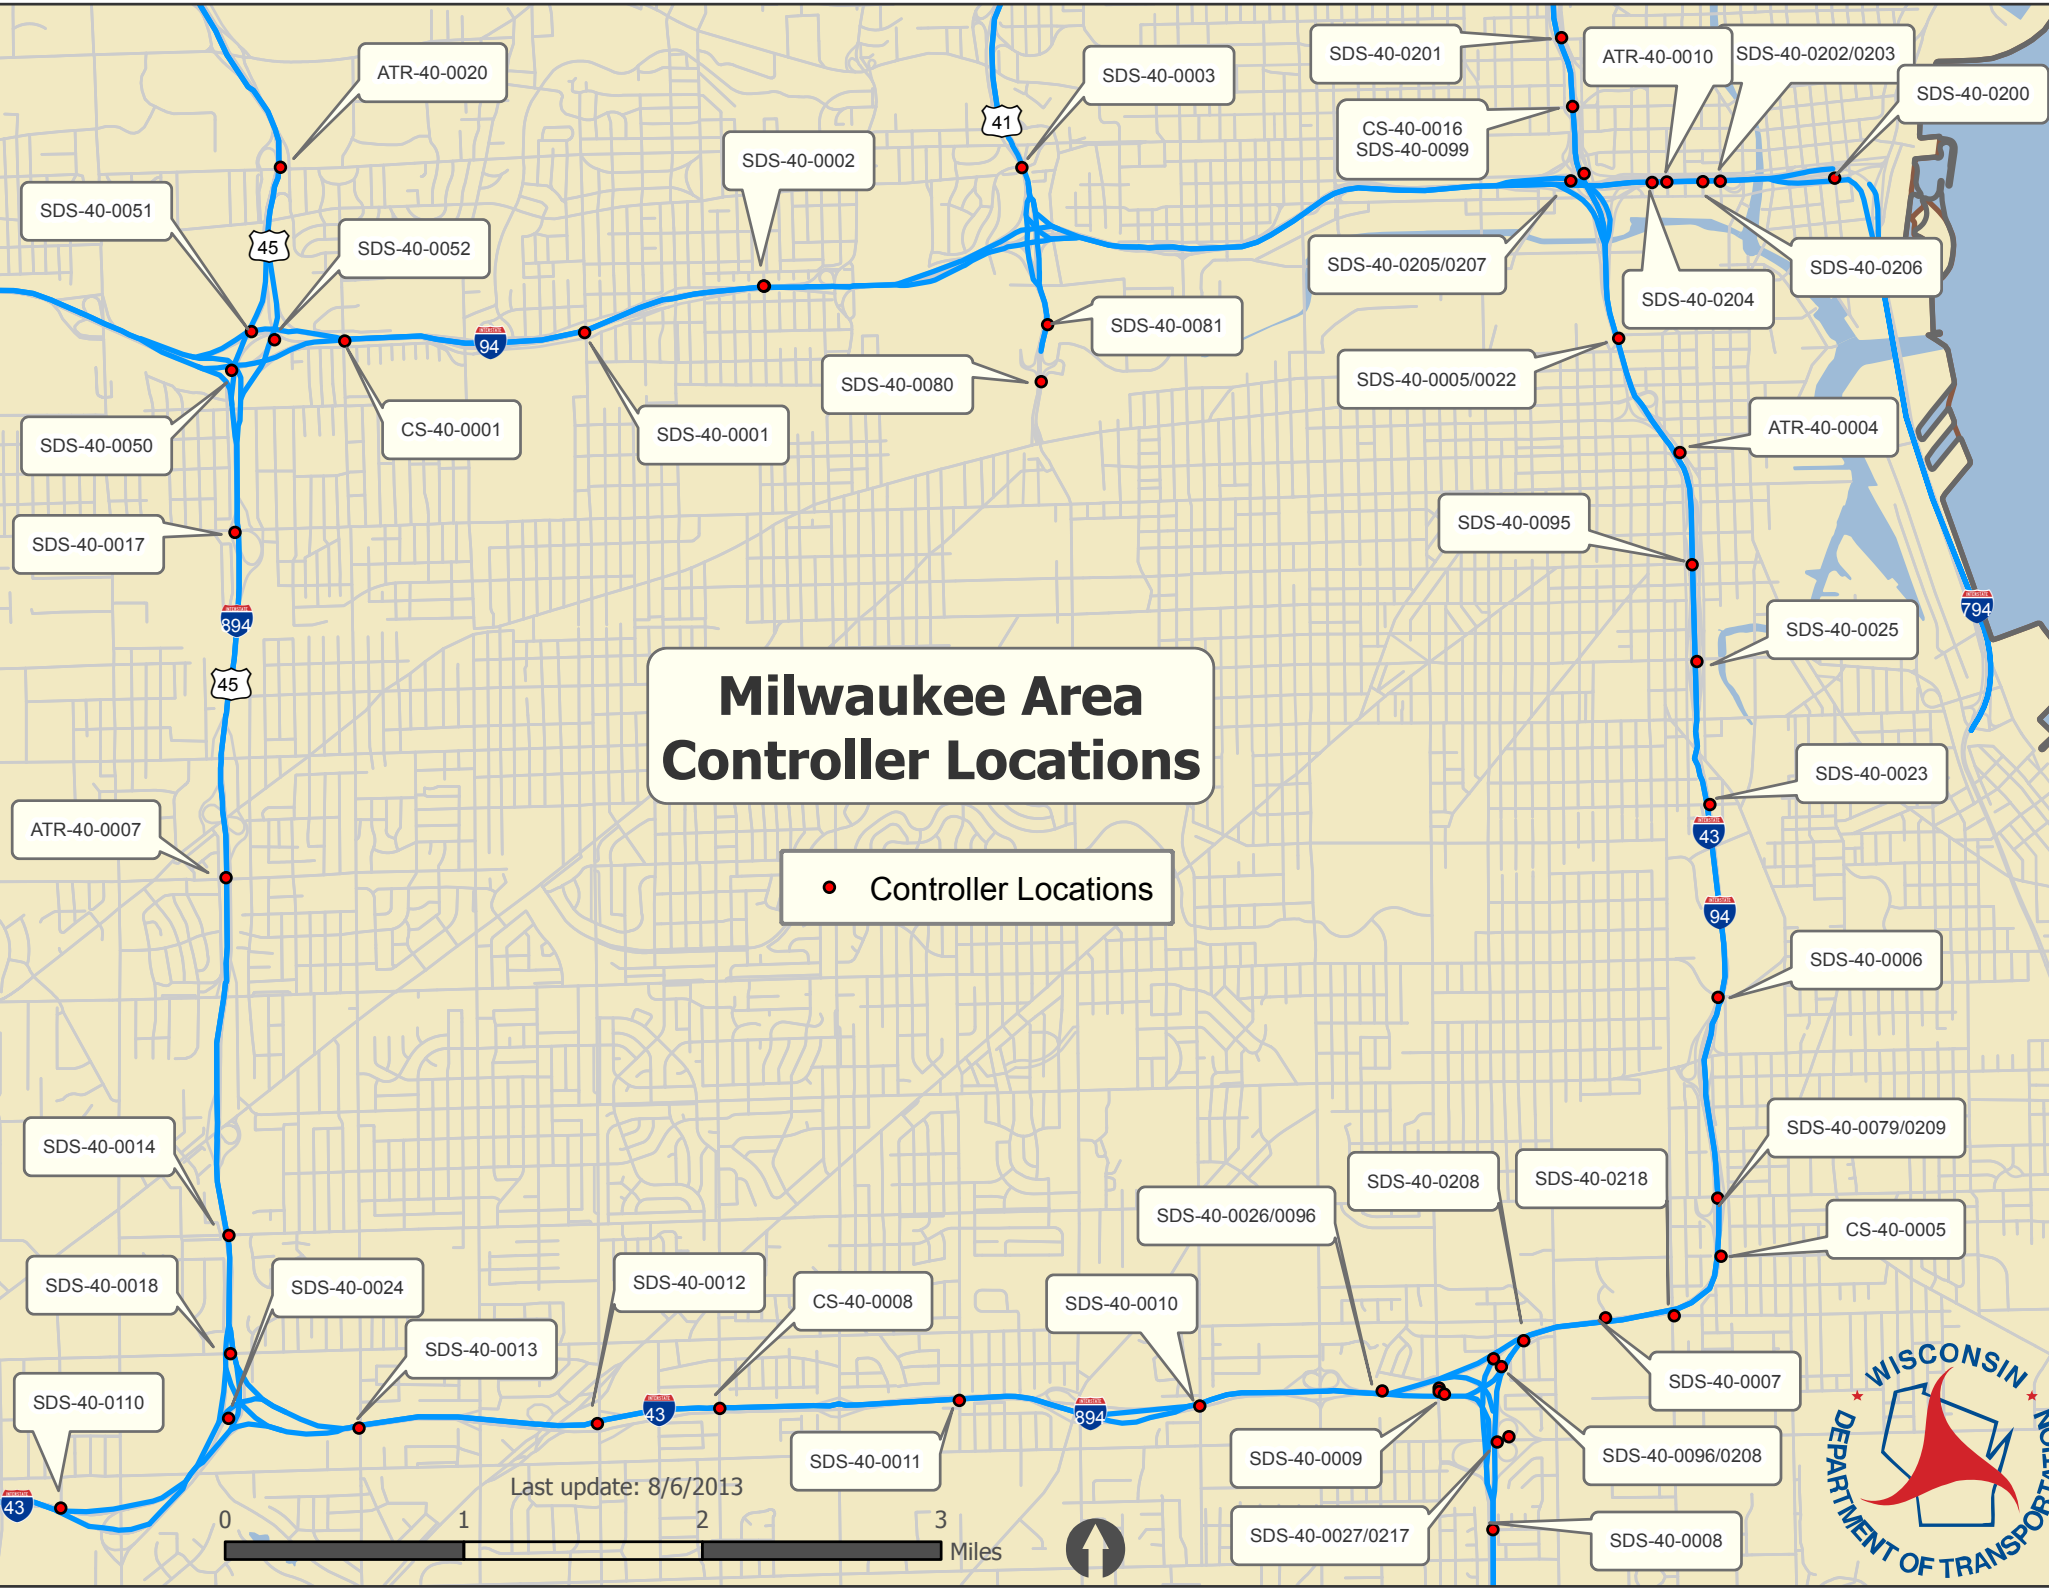 SDS-40-0201
ATR-40-0010
SDS-40-0202/0203
ATR-40-0020
SDS-40-0003
SDS-40-0200
41
CS-40-0016
SDS-40-0099
SDS-40-0002
SDS-40-0051
45
SDS-40-0052
SDS-40-0205/0207
SDS-40-0206
SDS-40-0204
SDS-40-0081
INTERSTATE
94
SDS-40-0080
SDS-40-0005/0022
SDS-40-0050
CS-40-0001
SDS-40-0001
ATR-40-0004
SDS-40-0017
SDS-40-0095
INTERSTATE
894
INTERSTATE
794
SDS-40-0025
45
Milwaukee Area
Controller Locations
SDS-40-0023
ATR-40-0007
INTERSTATE
43
Controller Locations
INTERSTATE
94
SDS-40-0006
SDS-40-0014
SDS-40-0079/0209
SDS-40-0208
SDS-40-0218
SDS-40-0026/0096
CS-40-0005
SDS-40-0018
SDS-40-0024
SDS-40-0012
CS-40-0008
SDS-40-0010
SDS-40-0013
SDS-40-0007
SDS-40-0110
INTERSTATE
43
INTERSTATE
894
SDS-40-0011
SDS-40-0009
SDS-40-0096/0208
INTERSTATE
43
Last update: 8/6/2013
SDS-40-0027/0217
SDS-40-0008
0 1 2 3
Miles
WISCONSIN
DEPARTMENT OF TRANSPORTATION